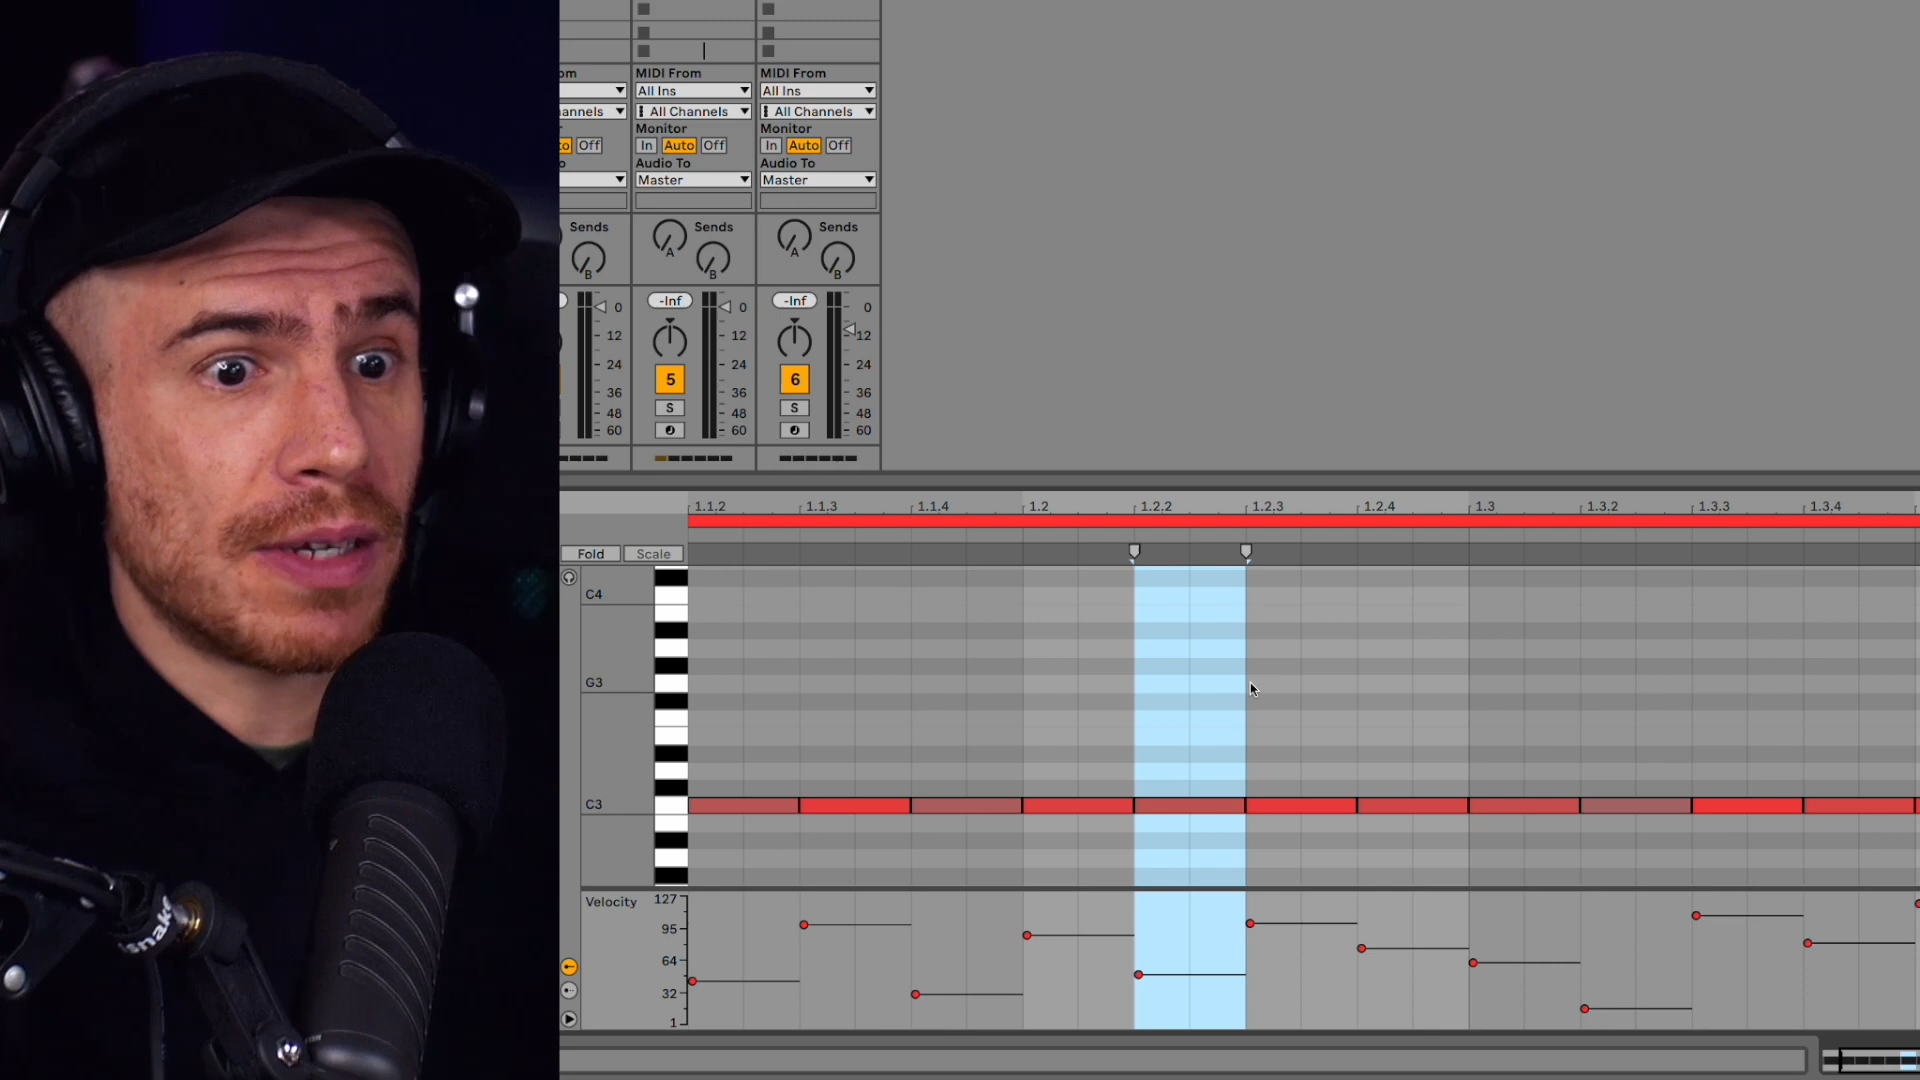 om
MIDI From
MIDI From
All Ins
All Ins
annels
All Channels
All Channels
Monitor
Monitor
to Off
In Auto Off
In Auto Off
o
Audio To
Audio To
Master
Master
Sends
Sends
Sends
A
A
B
B
B
-Inf
-Inf
0
0
0
12
12
12
24
24
24
5
6
36
36
36
S
S
48
48
48
60
60
60
1.1.2
1.1.3
1.1.4
1.2
1.2.2
1.2.3
1.2.4
1.3
1.3.2
1.3.3
1.3.4
Fold
Scale
C4
G3
C3
Velocity
127
95
64
32
1
snake